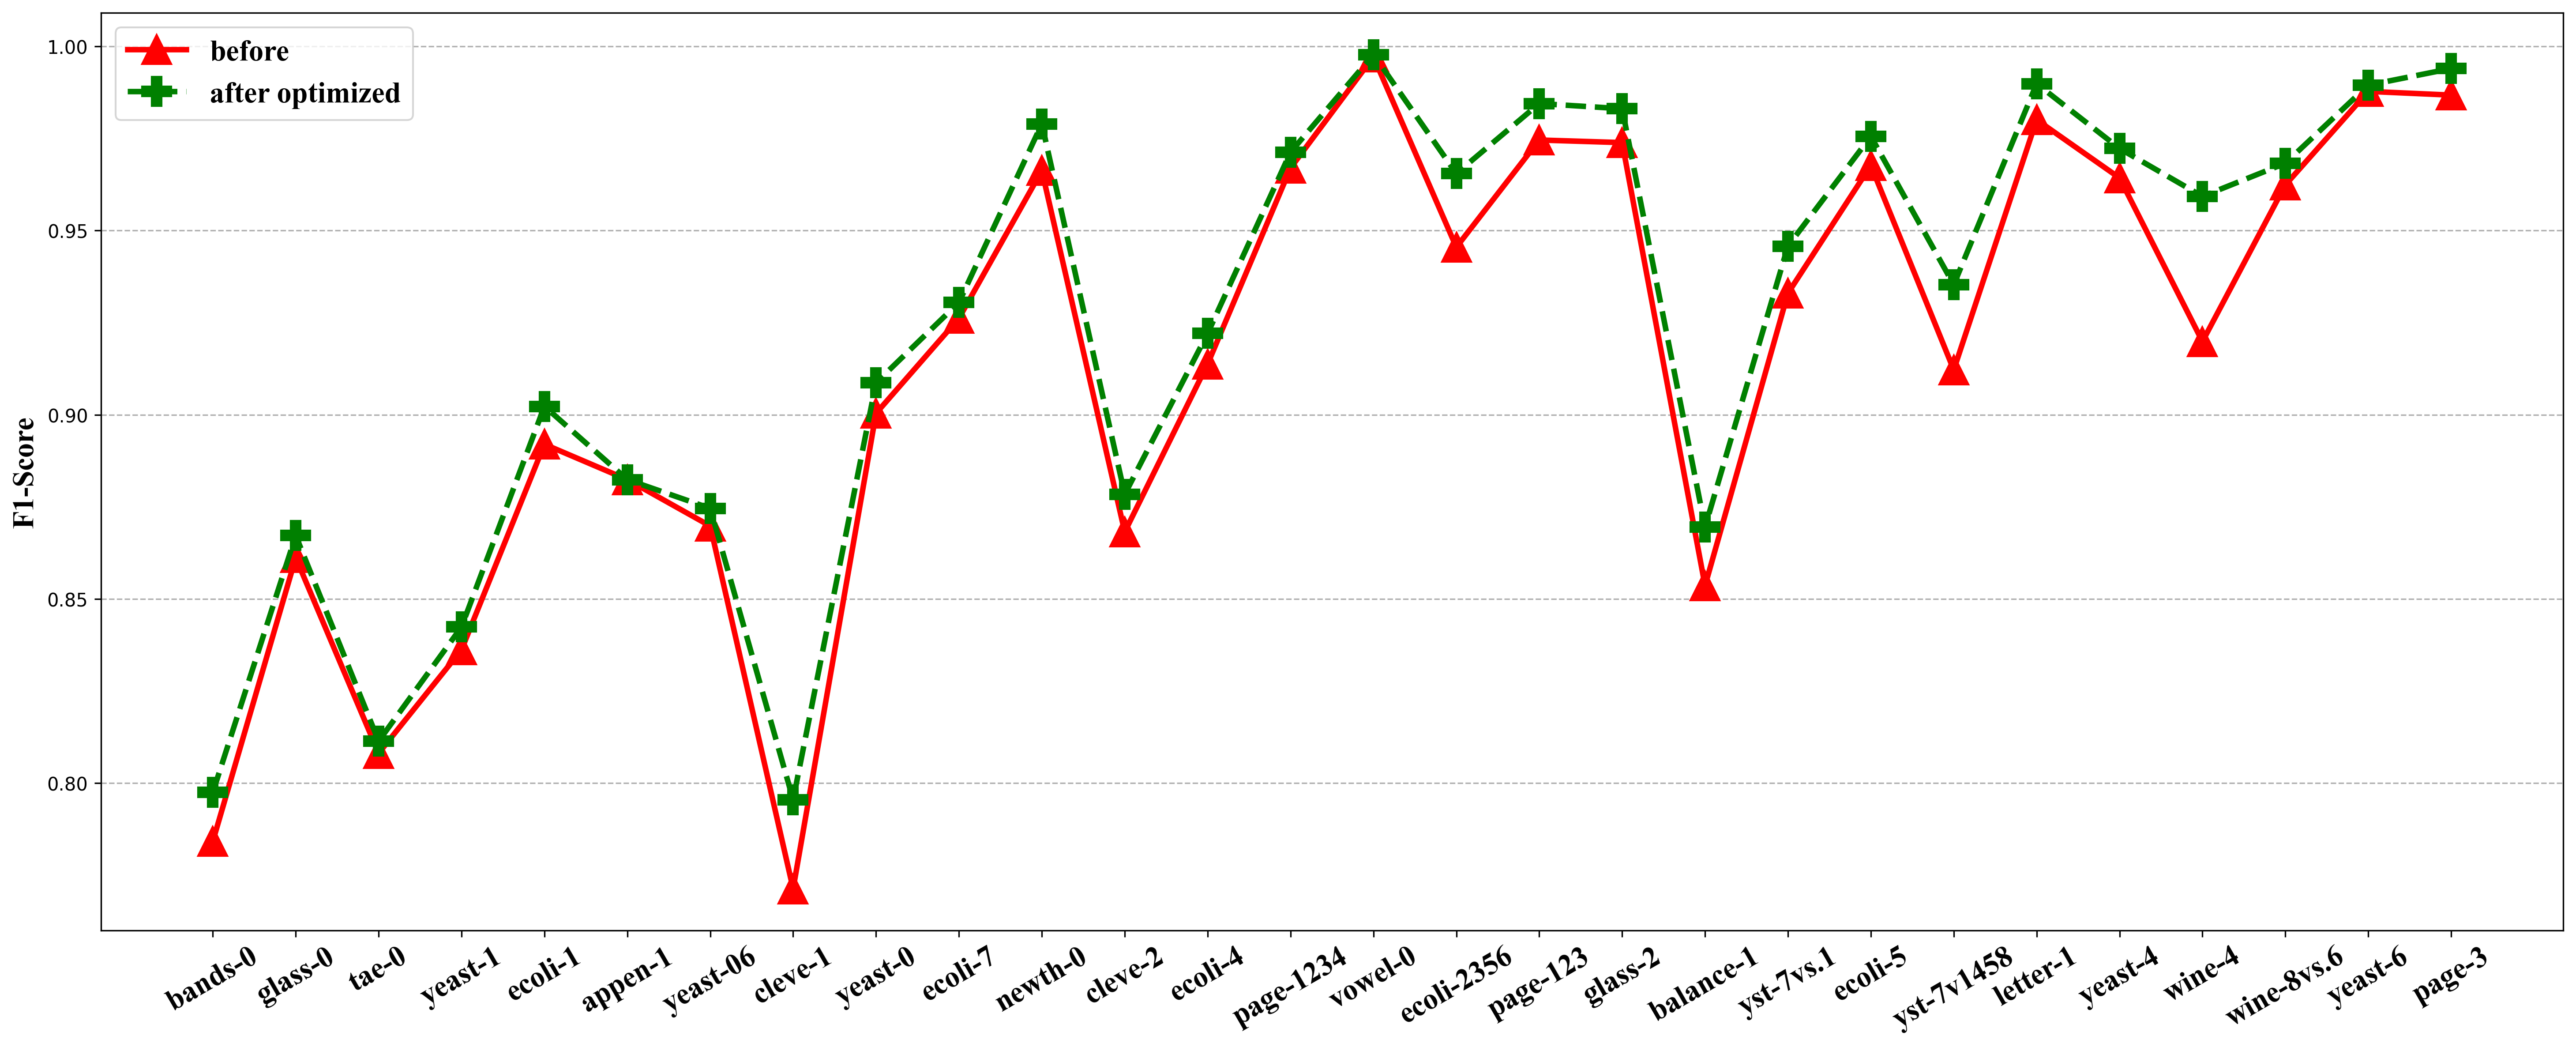 before
after optimized
F1-Score
1.00
0.95
0.90
0.85
0.80
bands-0
glass-0
tae-0
yeast-1
ecoli-1
appen-1
yeast-06
cleve-1
yeast-0
ecoli-7
newth-0
cleve-2
ecoli-4
page-1234
vowel-0
ecoli-2356
page-123
glass-2
balance-1
yst-7vs.1
ecoli-5
yst-7v1458
letter-1
yeast-4
wine-4
wine-8vs.6
yeast-6
page-3